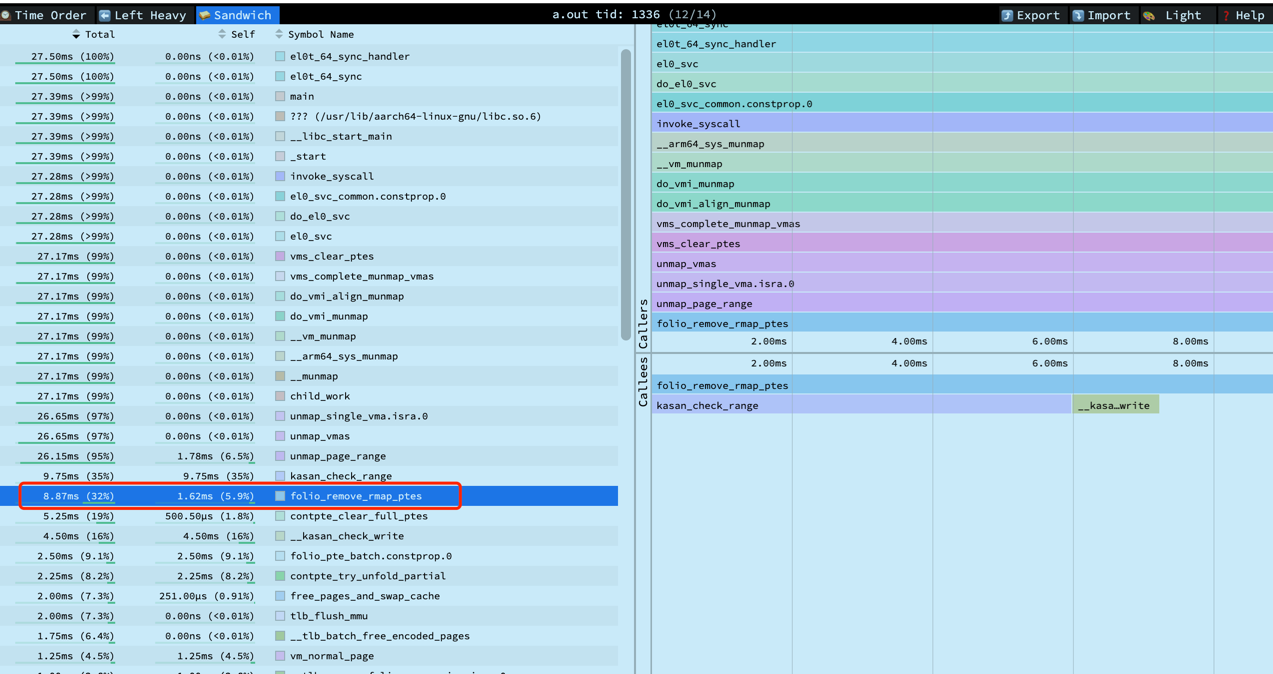 Time Order Left Heavy Sandwich a.out tid: 1336 (12/14) Export Import Light ? Help
Total Self Symbol Name
27.50ms (100%) 0.00ns (<0.01%) el0t_64_sync_handler
27.50ms (100%) 0.00ns (<0.01%) el0t_64_sync
27.39ms (>99%) 0.00ns (<0.01%) main
27.39ms (>99%) 0.00ns (<0.01%) ??? (/usr/lib/aarch64-linux-gnu/libc.so.6)
27.39ms (>99%) 0.00ns (<0.01%) __libc_start_main
27.39ms (>99%) 0.00ns (<0.01%) _start
27.28ms (>99%) 0.00ns (<0.01%) invoke_syscall
27.28ms (>99%) 0.00ns (<0.01%) el0_svc_common.constprop.0
27.28ms (>99%) 0.00ns (<0.01%) do_el0_svc
27.28ms (>99%) 0.00ns (<0.01%) el0_svc
27.17ms (99%) 0.00ns (<0.01%) vms_clear_ptes
27.17ms (99%) 0.00ns (<0.01%) vms_complete_munmap_vmas
27.17ms (99%) 0.00ns (<0.01%) do_vmi_align_munmap
27.17ms (99%) 0.00ns (<0.01%) do_vmi_munmap
27.17ms (99%) 0.00ns (<0.01%) __vm_munmap
27.17ms (99%) 0.00ns (<0.01%) __arm64_sys_munmap
27.17ms (99%) 0.00ns (<0.01%) __munmap
27.17ms (99%) 0.00ns (<0.01%) child_work
26.65ms (97%) 0.00ns (<0.01%) unmap_single_vma.isra.0
26.65ms (97%) 0.00ns (<0.01%) unmap_vmas
26.15ms (95%) 1.78ms (6.5%) unmap_page_range
9.75ms (35%) 9.75ms (35%) kasan_check_range
8.87ms (32%) 1.62ms (5.9%) folio_remove_rmap_ptes
5.25ms (19%) 500.50µs (1.8%) contpte_clear_full_ptes
4.50ms (16%) 4.50ms (16%) __kasan_check_write
2.50ms (9.1%) 2.50ms (9.1%) folio_pte_batch.constprop.0
2.25ms (8.2%) 2.25ms (8.2%) contpte_try_unfold_partial
2.00ms (7.3%) 251.00µs (0.91%) free_pages_and_swap_cache
2.00ms (7.3%) 0.00ns (<0.01%) tlb_flush_mmu
1.75ms (6.4%) 0.00ns (<0.01%) __tlb_batch_free_encoded_pages
1.25ms (4.5%) 1.25ms (4.5%) vm_normal_page
el0t_64_sync
el0t_64_sync_handler
el0_svc
do_el0_svc
el0_svc_common.constprop.0
invoke_syscall
__arm64_sys_munmap
__vm_munmap
do_vmi_munmap
do_vmi_align_munmap
vms_complete_munmap_vmas
vms_clear_ptes
unmap_vmas
unmap_single_vma.isra.0
unmap_page_range
folio_remove_rmap_ptes
Callers
2.00ms 4.00ms 6.00ms 8.00ms
Callees
2.00ms 4.00ms 6.00ms 8.00ms
folio_remove_rmap_ptes
kasan_check_range __kasa…write